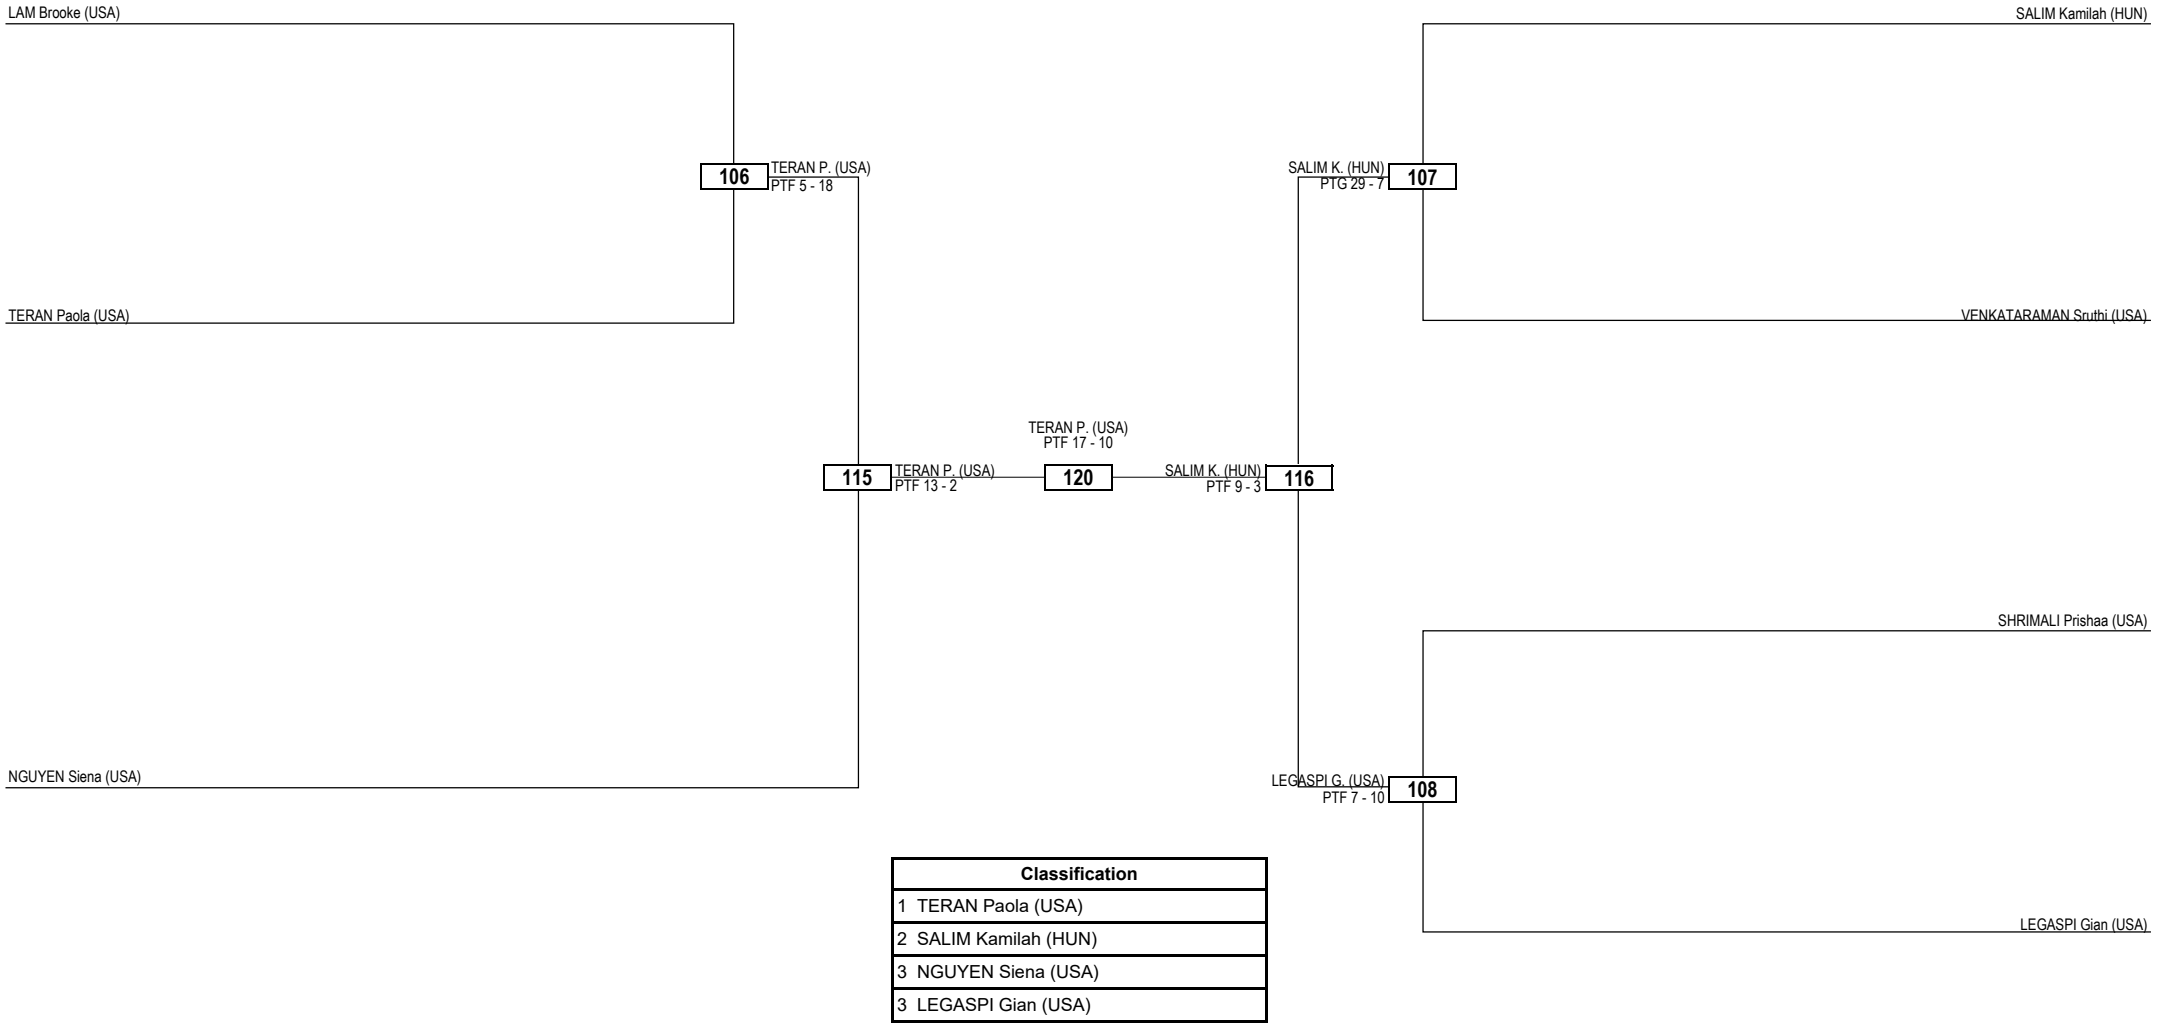 LAM Brooke (USA)
SALIM Kamilah (HUN)
106
TERAN P. (USA)
PTF 5 - 18
SALIM K. (HUN)
PTG 29 - 7
107
TERAN Paola (USA)
VENKATARAMAN Sruthi (USA)
TERAN P. (USA)
PTF 17 - 10
115
TERAN P. (USA)
PTF 13 - 2
120
SALIM K. (HUN)
PTF 9 - 3
116
SHRIMALI Prishaa (USA)
NGUYEN Siena (USA)
LEGASPI G. (USA)
PTF 7 - 10
108
LEGASPI Gian (USA)
Classification
1 TERAN Paola (USA)
2 SALIM Kamilah (HUN)
3 NGUYEN Siena (USA)
3 LEGASPI Gian (USA)